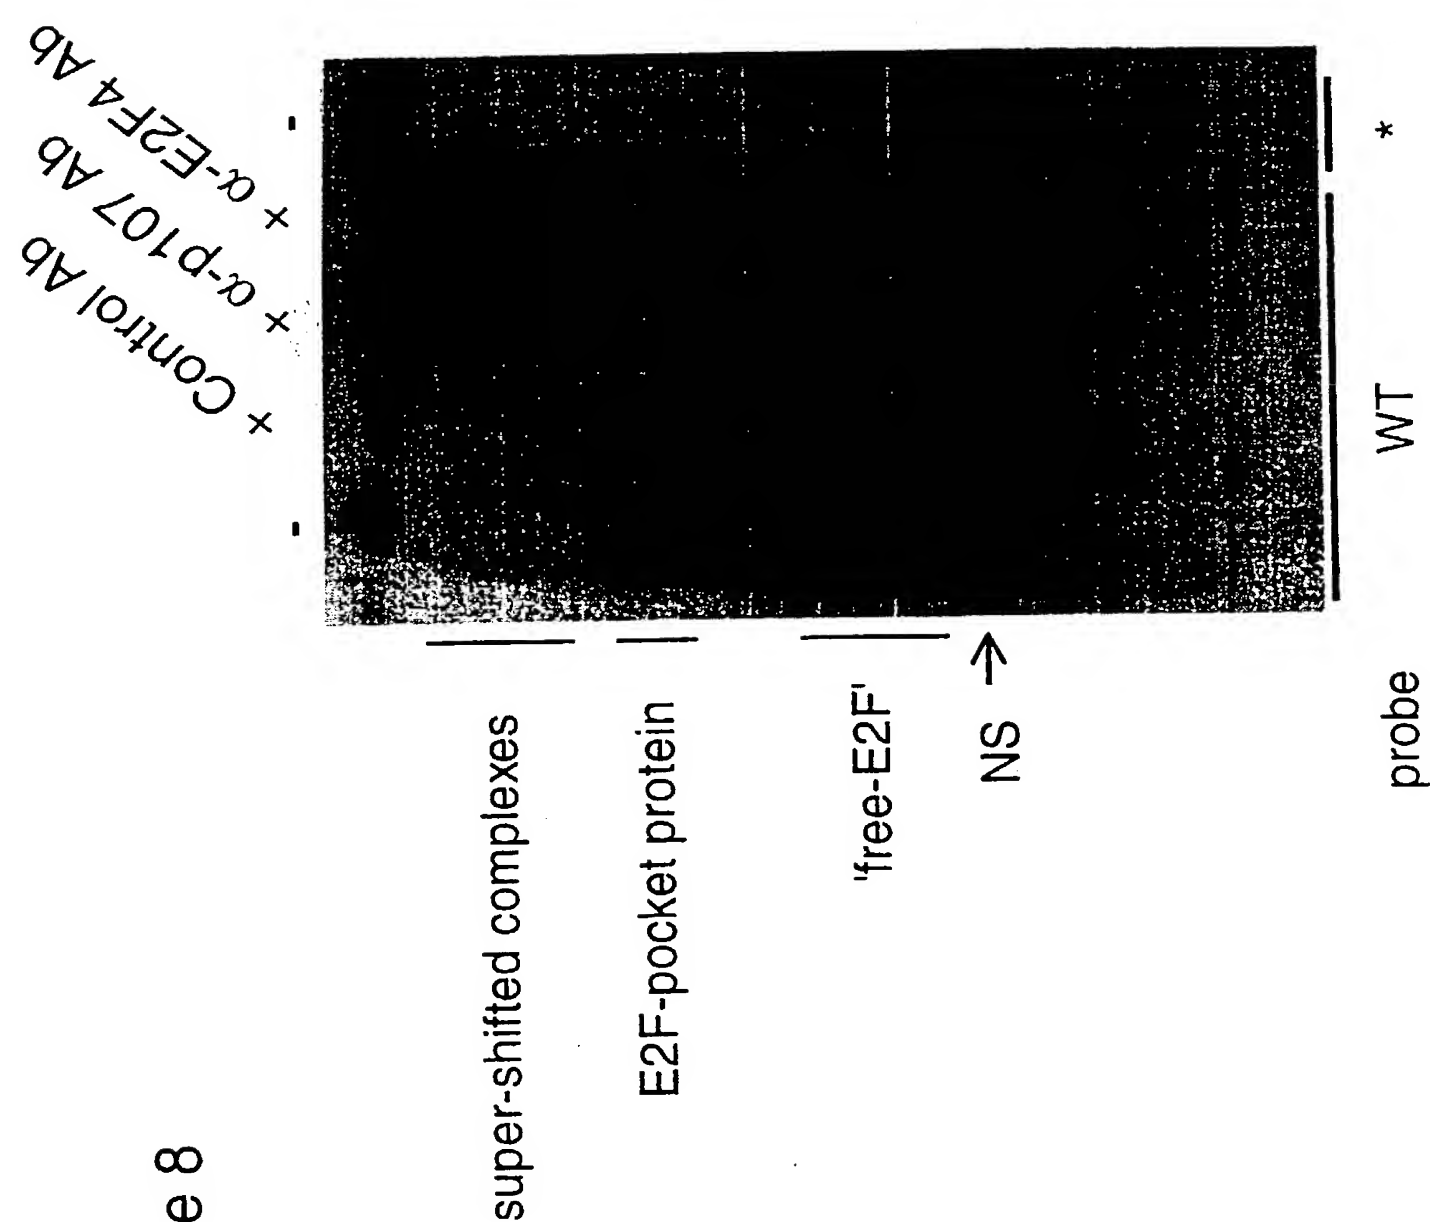 e 8
-
+ Control Ab
+ α-p107 Ab
+ α-E2F4 Ab
-
super-shifted complexes
E2F-pocket protein
'free-E2F'
NS →
probe
WT
*